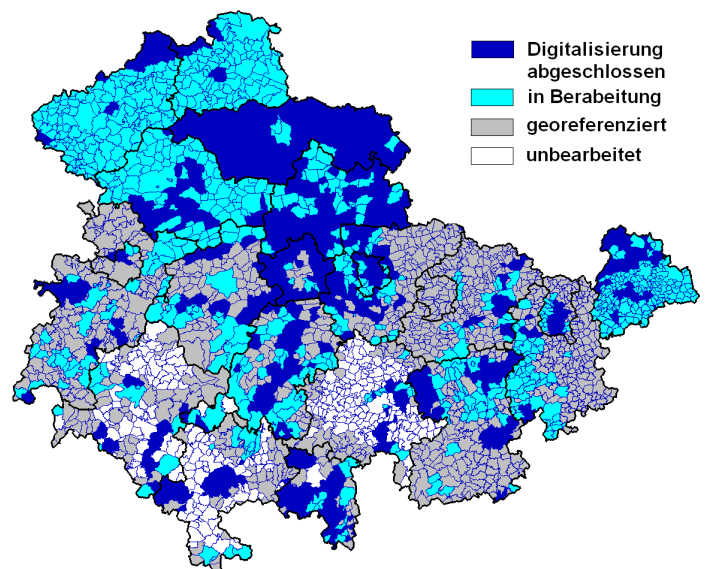 Digitalisierung
abgeschlossen
in Berabeitung
georeferenziert
unbearbeitet